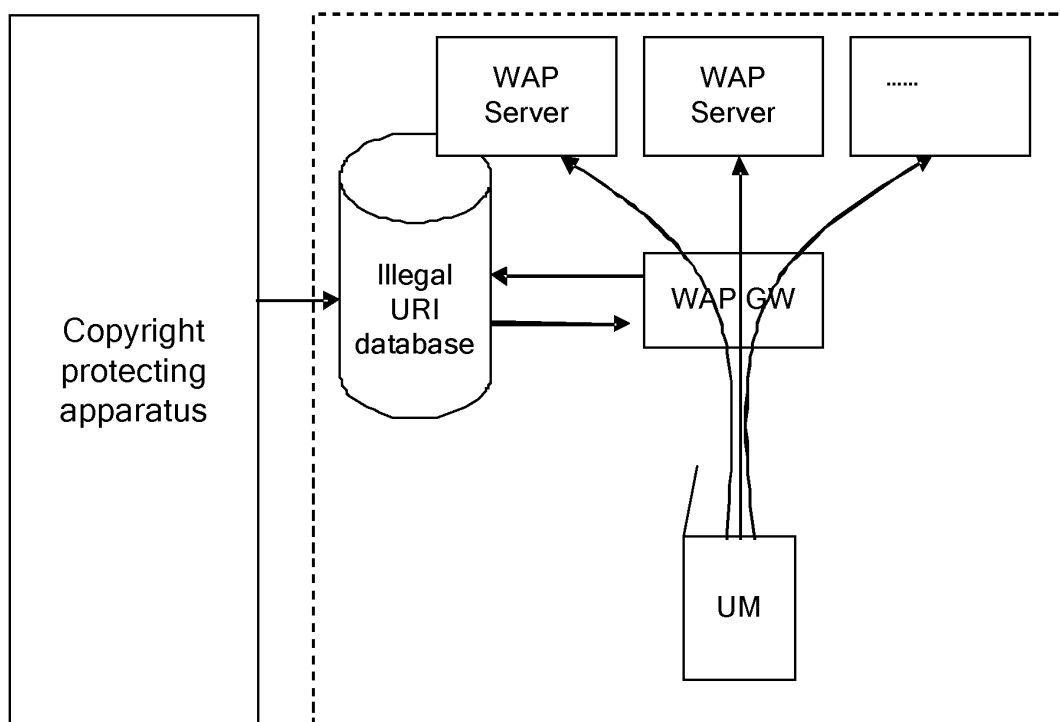 WAP
Server
WAP
Server
......
Illegal
URI
database
WAP GW
Copyright
protecting
apparatus
UM